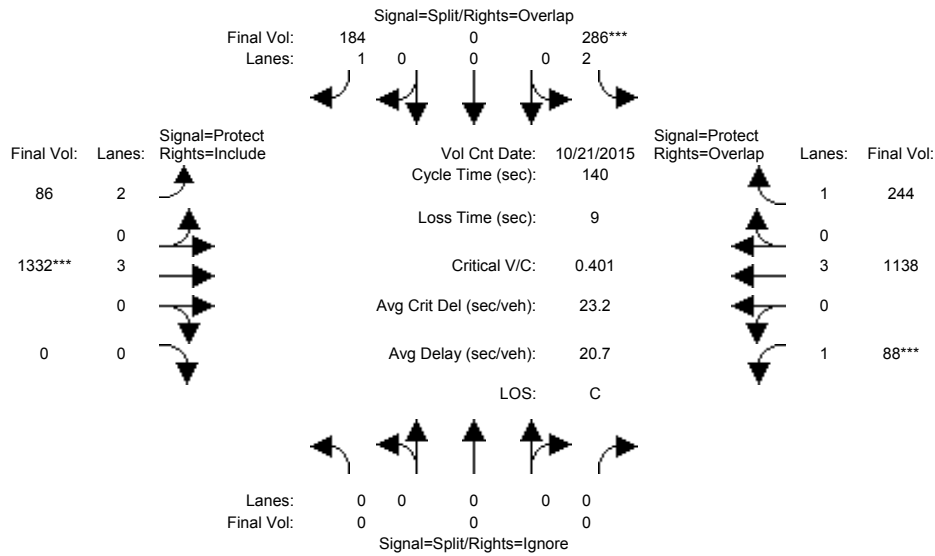 Signal=Split/Rights=Overlap
Final Vol: 184 0 286***
Lanes: 1 0 0 0 2
Signal=Protect
Final Vol: Lanes: Rights=Include
Vol Cnt Date: 10/21/2015
Signal=Protect
Rights=Overlap Lanes: Final Vol:
Cycle Time (sec): 140
86 2
1 244
Loss Time (sec): 9
0
0
1332*** 3
Critical V/C: 0.401
3 1138
0
Avg Crit Del (sec/veh): 23.2
0
0 0
Avg Delay (sec/veh): 20.7
1 88***
LOS: C
Lanes: 0 0 0 0 0
Final Vol: 0 0 0
Signal=Split/Rights=Ignore